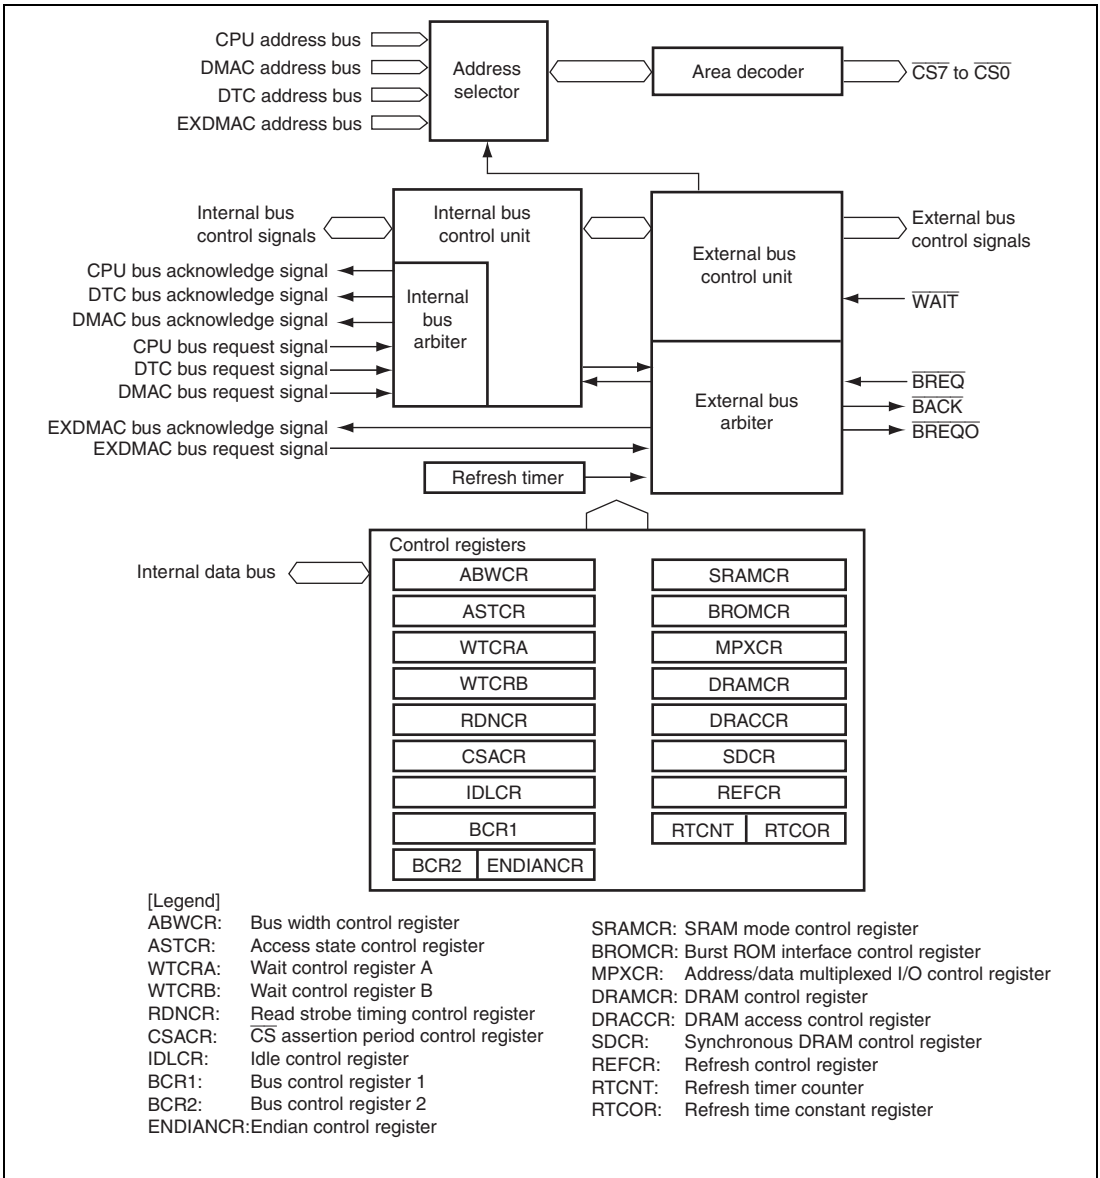 CPU address bus
DMAC address bus
DTC address bus
EXDMAC address bus
Address
selector
Area decoder
CS7 to CS0
Internal bus
control signals
Internal bus
control unit
External bus
control unit
External bus
control signals
CPU bus acknowledge signal
DTC bus acknowledge signal
DMAC bus acknowledge signal
CPU bus request signal
DTC bus request signal
DMAC bus request signal
Internal
bus
arbiter
WAIT
EXDMAC bus acknowledge signal
EXDMAC bus request signal
External bus
arbiter
BREQ
BACK
BREQO
Refresh timer
Internal data bus
Control registers
ABWCR
ASTCR
WTCRA
WTCRB
RDNCR
CSACR
IDLCR
BCR1
BCR2 ENDIANCR
SRAMCR
BROMCR
MPXCR
DRAMCR
DRACCR
SDCR
REFCR
RTCNT RTCOR
[Legend]
ABWCR: Bus width control register
ASTCR: Access state control register
WTCRA: Wait control register A
WTCRB: Wait control register B
RDNCR: Read strobe timing control register
CSACR: CS assertion period control register
IDLCR: Idle control register
BCR1: Bus control register 1
BCR2: Bus control register 2
ENDIANCR:Endian control register
SRAMCR: SRAM mode control register
BROMCR: Burst ROM interface control register
MPXCR: Address/data multiplexed I/O control register
DRAMCR: DRAM control register
DRACCR: DRAM access control register
SDCR: Synchronous DRAM control register
REFCR: Refresh control register
RTCNT: Refresh timer counter
RTCOR: Refresh time constant register